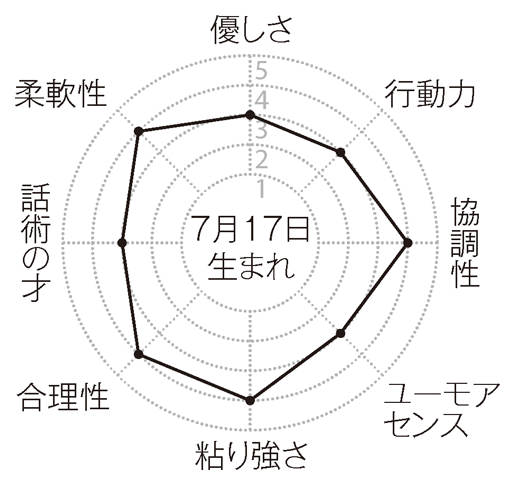 優しさ
行動力
協調性
ユーモア
センス
粘り強さ
合理性
話術の才
柔軟性
5
4
3
2
1
7月17日
生まれ